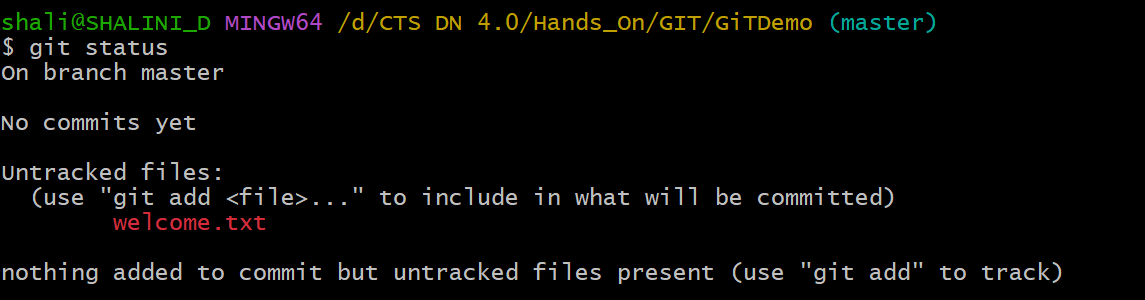 shali@SHALINI_D MINGW64 /d/CTS DN 4.0/Hands_On/GIT/GiTDemo (master)
$ git status
On branch master
No commits yet
Untracked files:
(use "git add <file>..." to include in what will be committed)
welcome.txt
nothing added to commit but untracked files present (use "git add" to track)